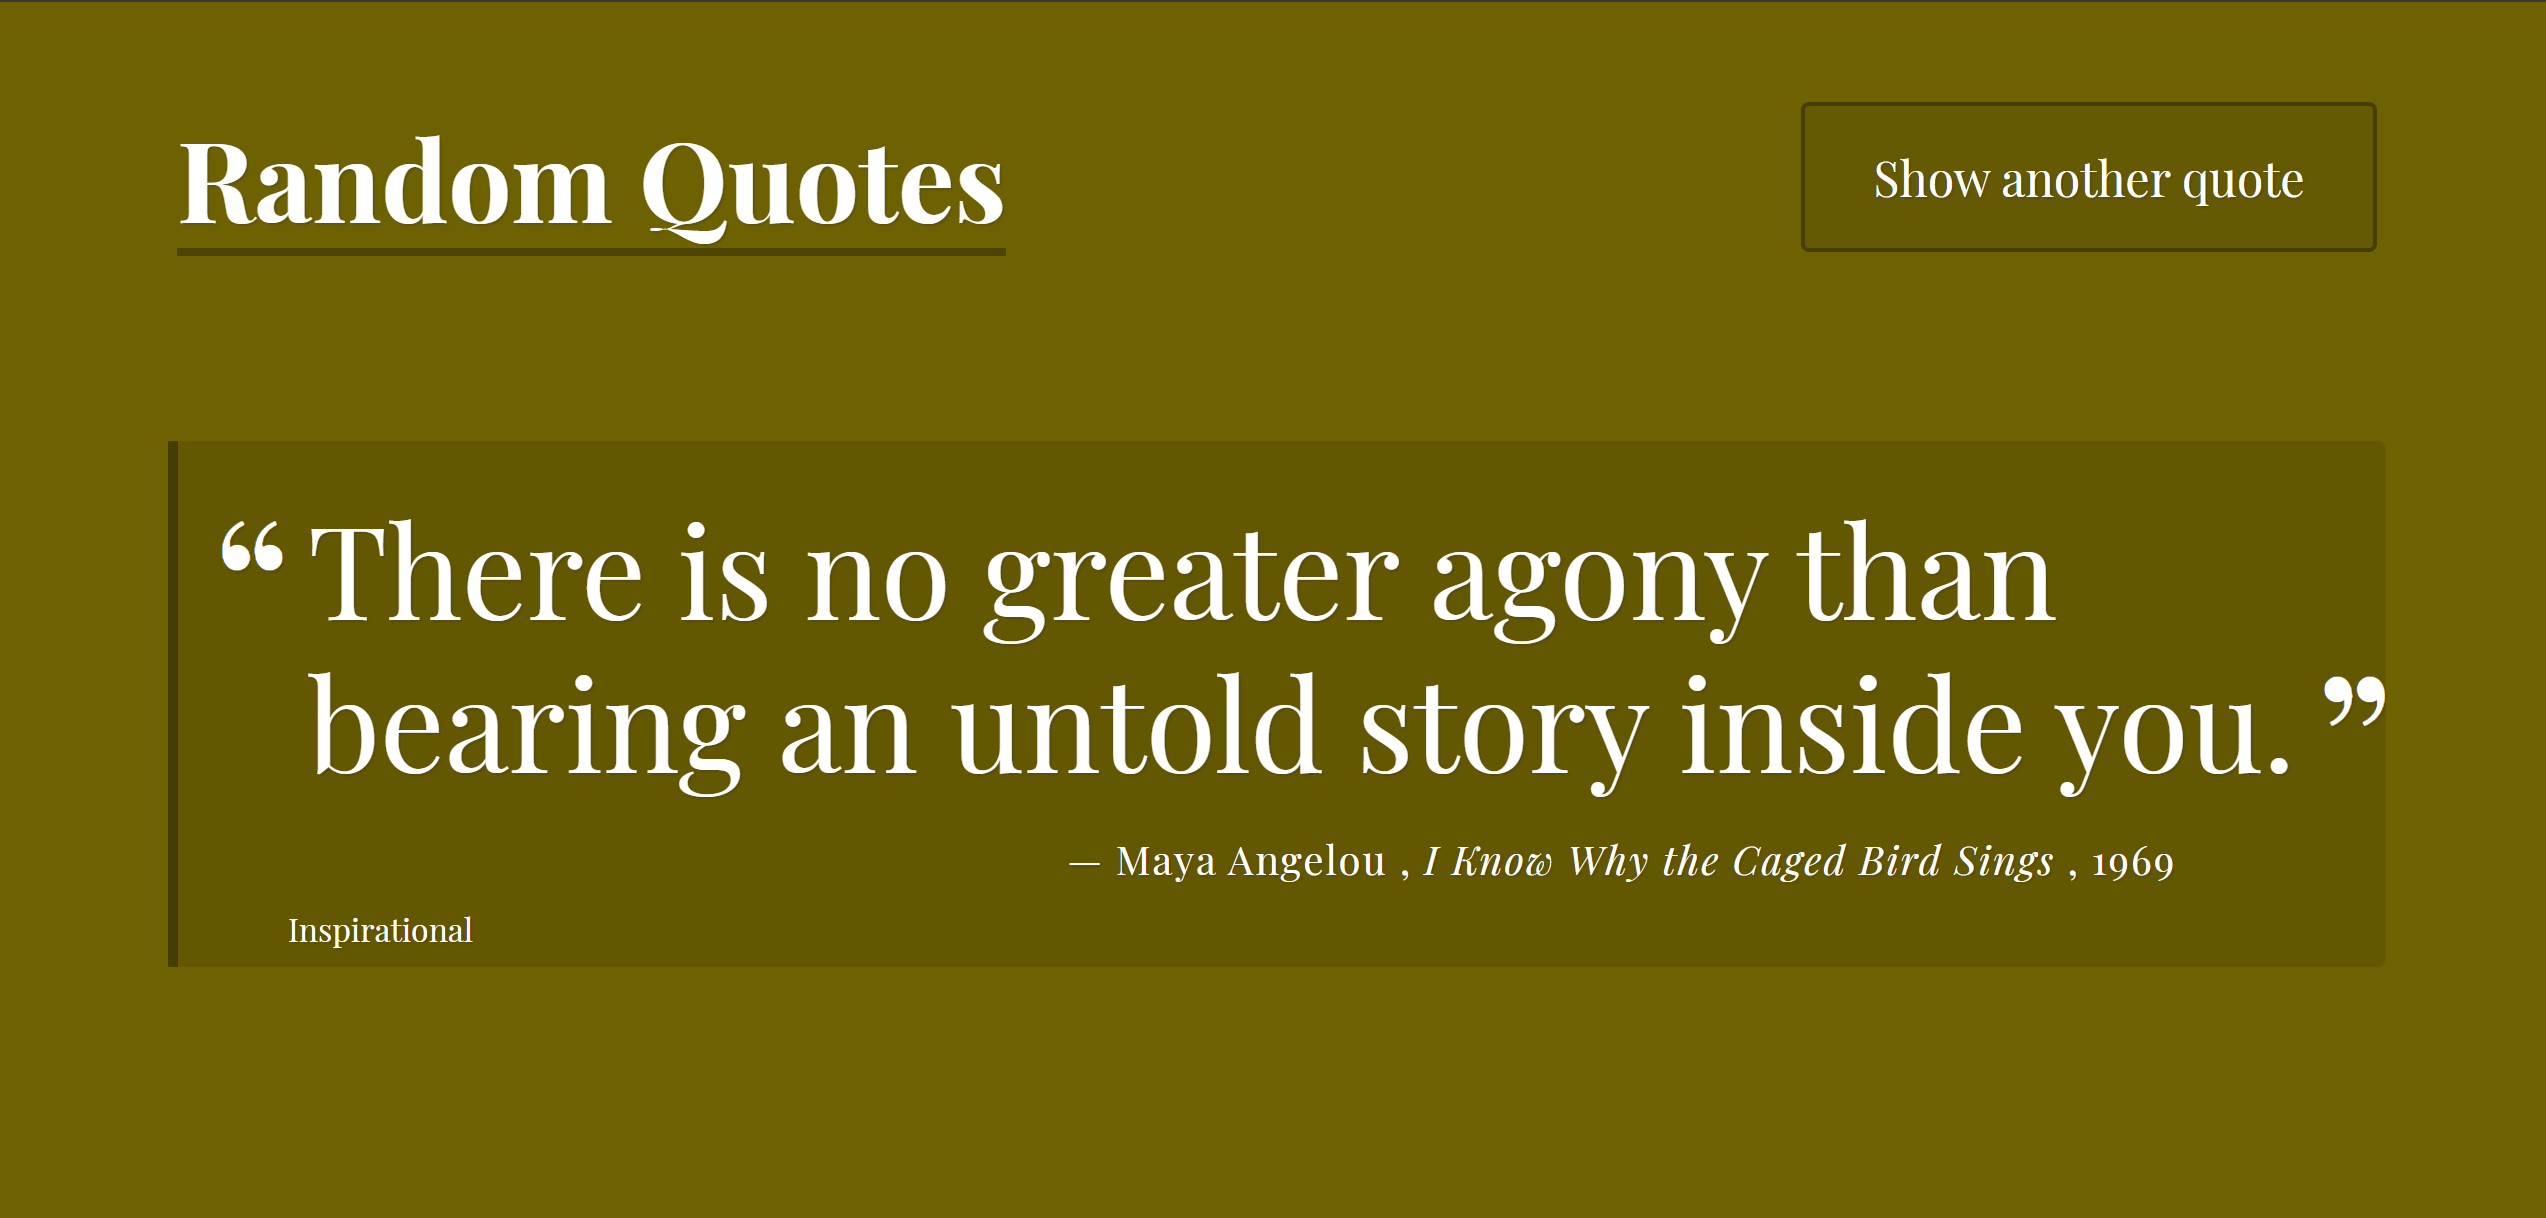 Random Quotes
Show another quote
“ There is no greater agony than
bearing an untold story inside you. ”
— Maya Angelou , I Know Why the Caged Bird Sings , 1969
Inspirational